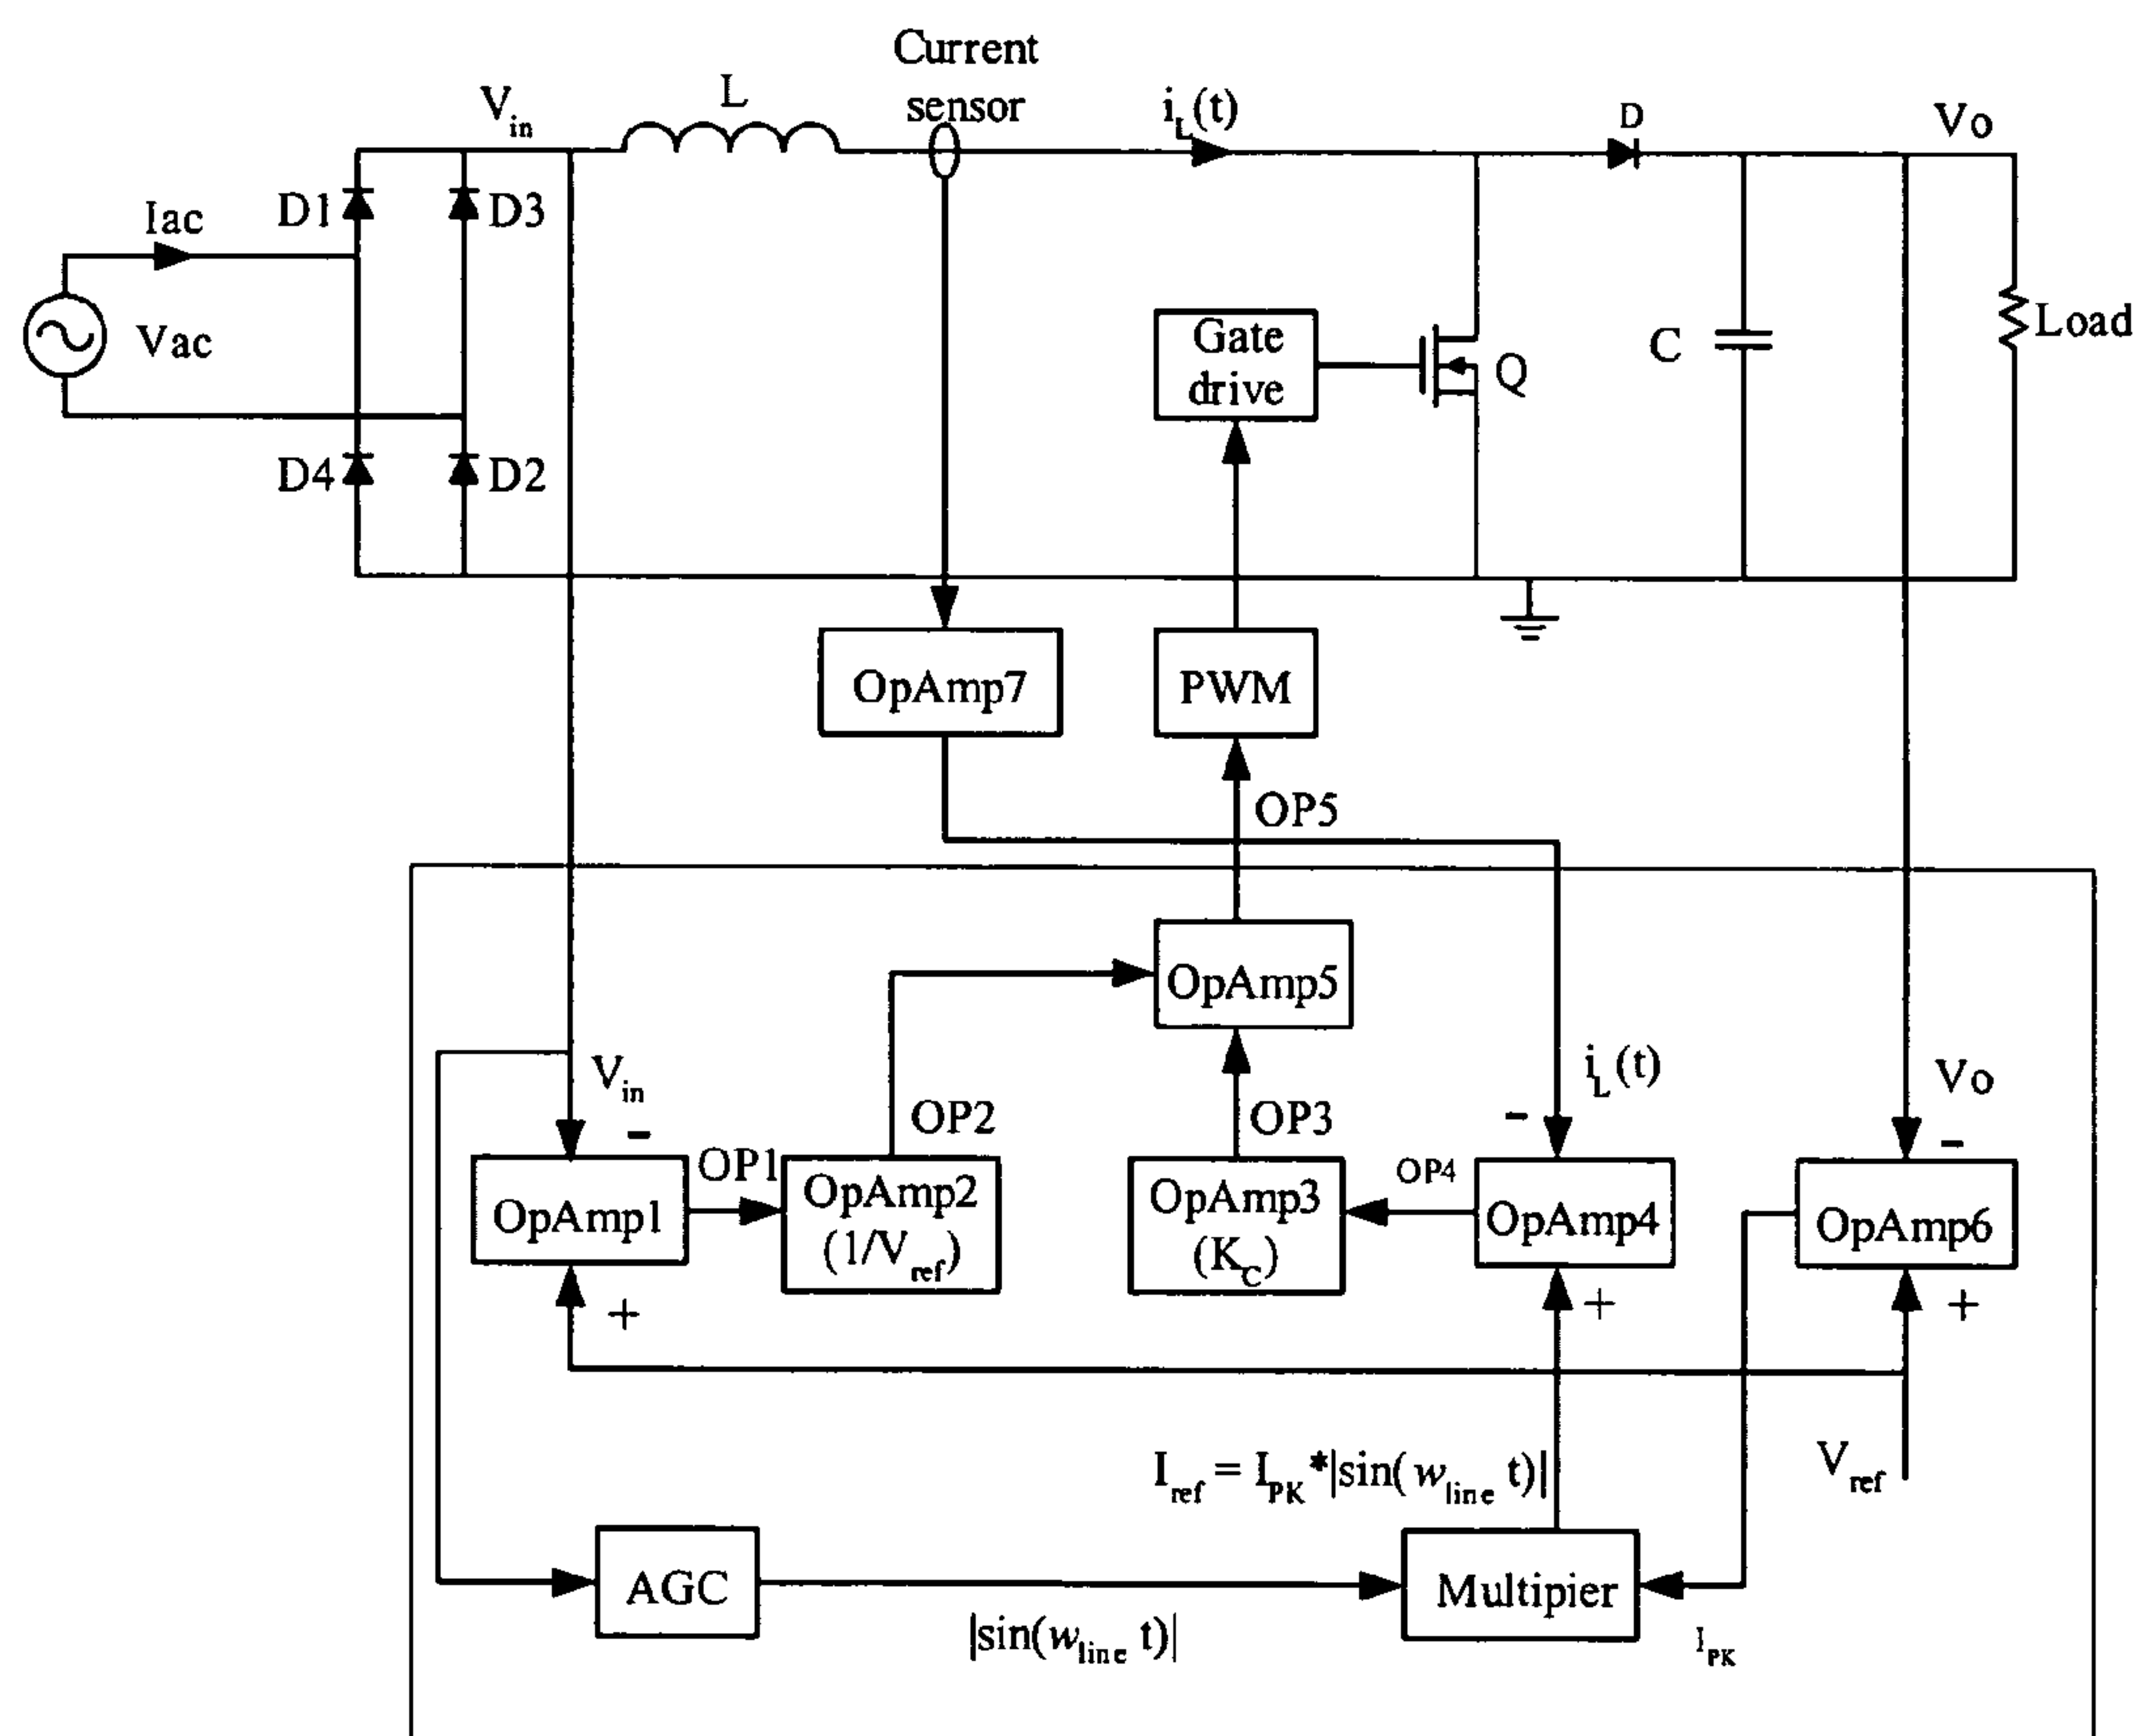 Current
sensor
V_in
L
i_L(t)
D
Vo
D1
D3
Iac
Vac
Gate
drive
Q
C
Load
D4
D2
OpAmp7
PWM
OP5
OpAmp5
V_in
-
OP2
OP3
-
i_L(t)
Vo
-
OP1
OpAmp1
OpAmp2
(1/V_ref)
OpAmp3
(K_C)
OP4
OpAmp4
OpAmp6
+
+
+
I_ref = I_PK*|sin(w_line t)|
V_ref
AGC
|sin(w_line t)|
Multipier
I_PK